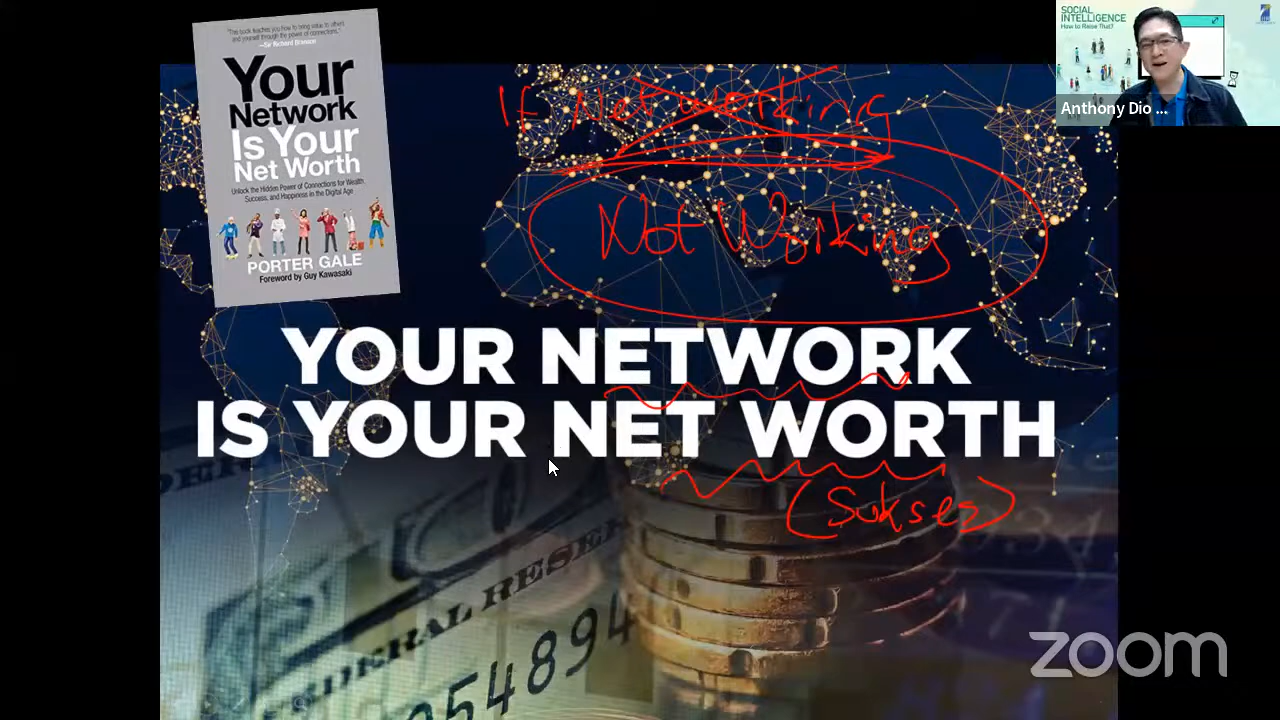 "This book teaches you how to bring value to others
and yourself through the power of connections."
—Sir Richard Branson
Your
Network
Is Your
Net Worth
Unlock the Hidden Power of Connections for Wealth,
Success, and Happiness in the Digital Age
PORTER GALE
Foreword by Guy Kawasaki
If Networking
Not Working
YOUR NETWORK
IS YOUR NET WORTH
(Sukses)
FEDERAL RESE
54894
SOCIAL
INTELLIGENCE
How to Raise That?
Anthony Dio ...
zoom